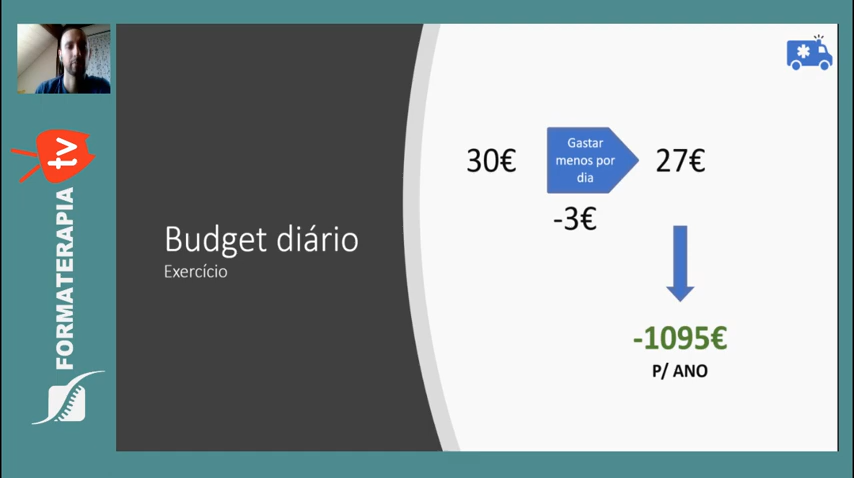 tv
FORMATERAPIA
Budget diário
Exercício
30€
Gastar
menos por
dia
27€
-3€
-1095€
P/ ANO